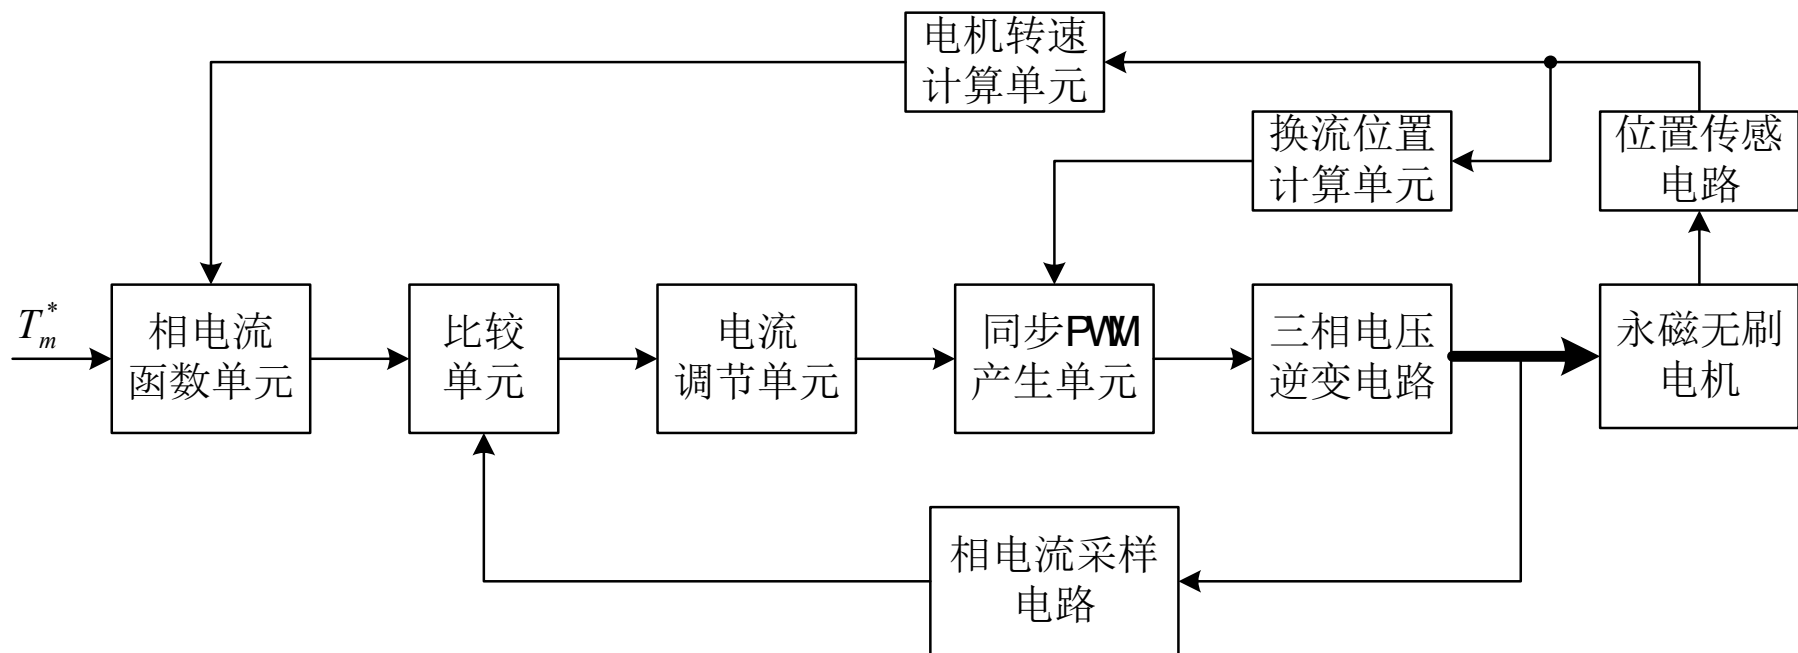 电机转速
计算单元
换流位置
计算单元
位置传感
电路
T_m^*
相电流
函数单元
比较
单元
电流
调节单元
同步PWM
产生单元
三相电压
逆变电路
永磁无刷
电机
相电流采样
电路